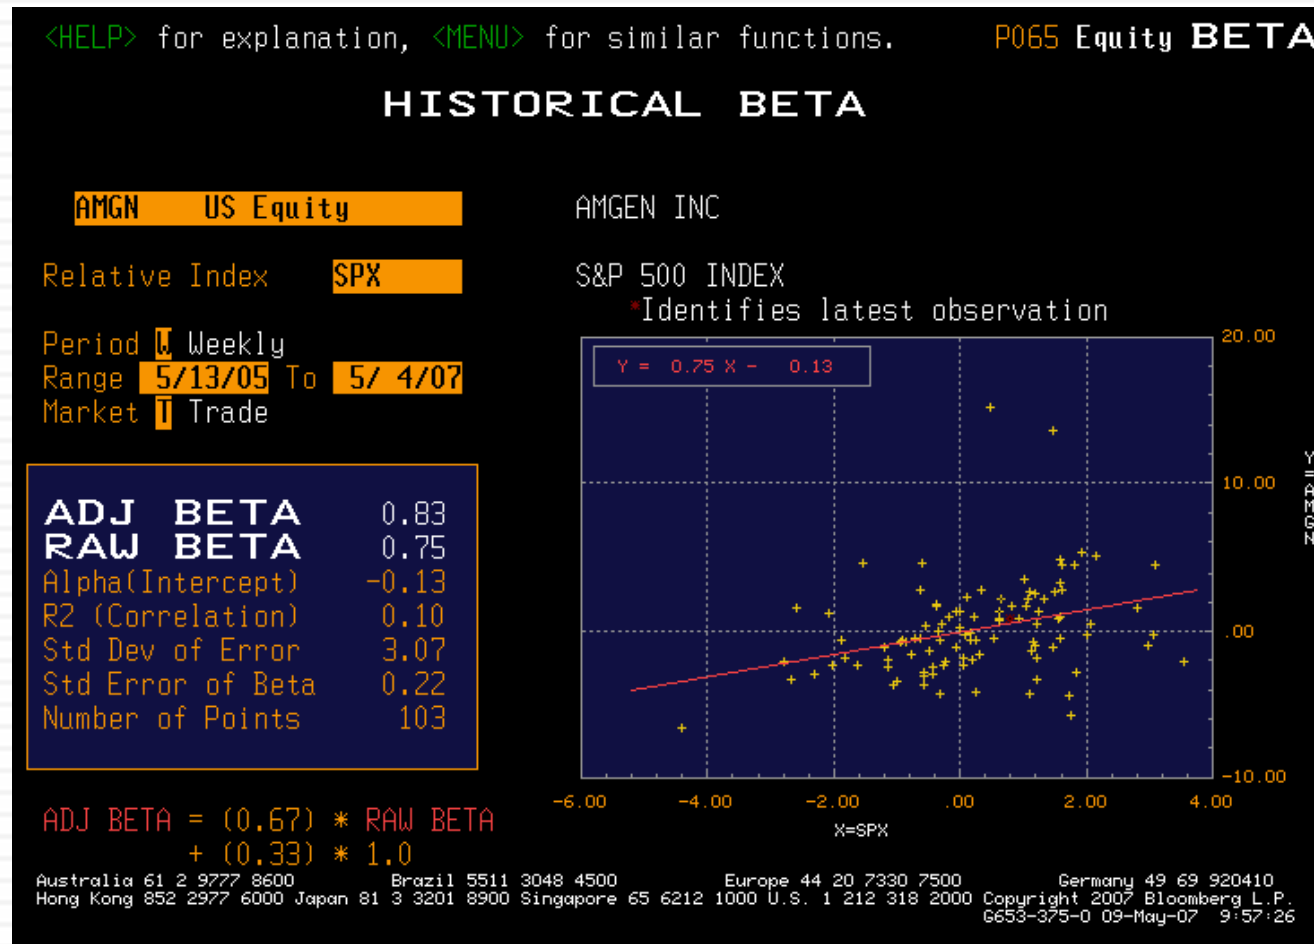 <HELP> for explanation, <MENU> for similar functions. P065 Equity BETA
HISTORICAL BETA
AMGN US Equity AMGEN INC
Relative Index SPX S&P 500 INDEX
*Identifies latest observation
Period W Weekly
Range 5/13/05 To 5/ 4/07
Market T Trade
Y = 0.75 X - 0.13
ADJ BETA 0.83
RAW BETA 0.75
Alpha(Intercept) -0.13
R2 (Correlation) 0.10
Std Dev of Error 3.07
Std Error of Beta 0.22
Number of Points 103
ADJ BETA = (0.67) * RAW BETA
+ (0.33) * 1.0
20.00
10.00
.00
-10.00
Y=AMGN
-6.00 -4.00 -2.00 .00 2.00 4.00
X=SPX
Australia 61 2 9777 8600 Brazil 5511 3048 4500 Europe 44 20 7330 7500 Germany 49 69 920410
Hong Kong 852 2977 6000 Japan 81 3 3201 8900 Singapore 65 6212 1000 U.S. 1 212 318 2000 Copyright 2007 Bloomberg L.P.
G653-375-0 09-May-07 9:57:26